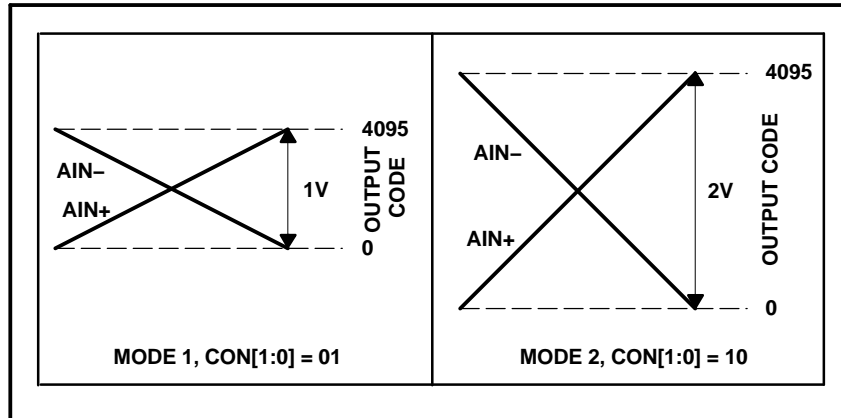 4095
AIN−
1V
AIN+
OUTPUT
CODE
0
MODE 1, CON[1:0] = 01
4095
AIN−
2V
AIN+
OUTPUT CODE
0
MODE 2, CON[1:0] = 10